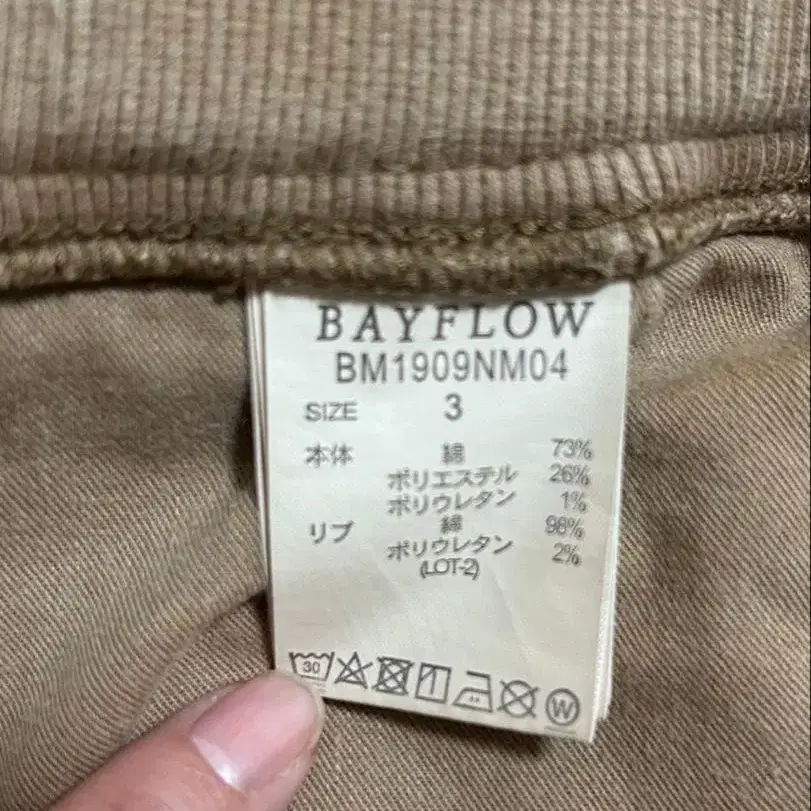 BAYFLOW
BM1909NM04
SIZE 3
本体 綿 73%
ポリエステル 26%
ポリウレタン 1%
リブ 綿 98%
ポリウレタン 2%
(LOT-2)
30 W